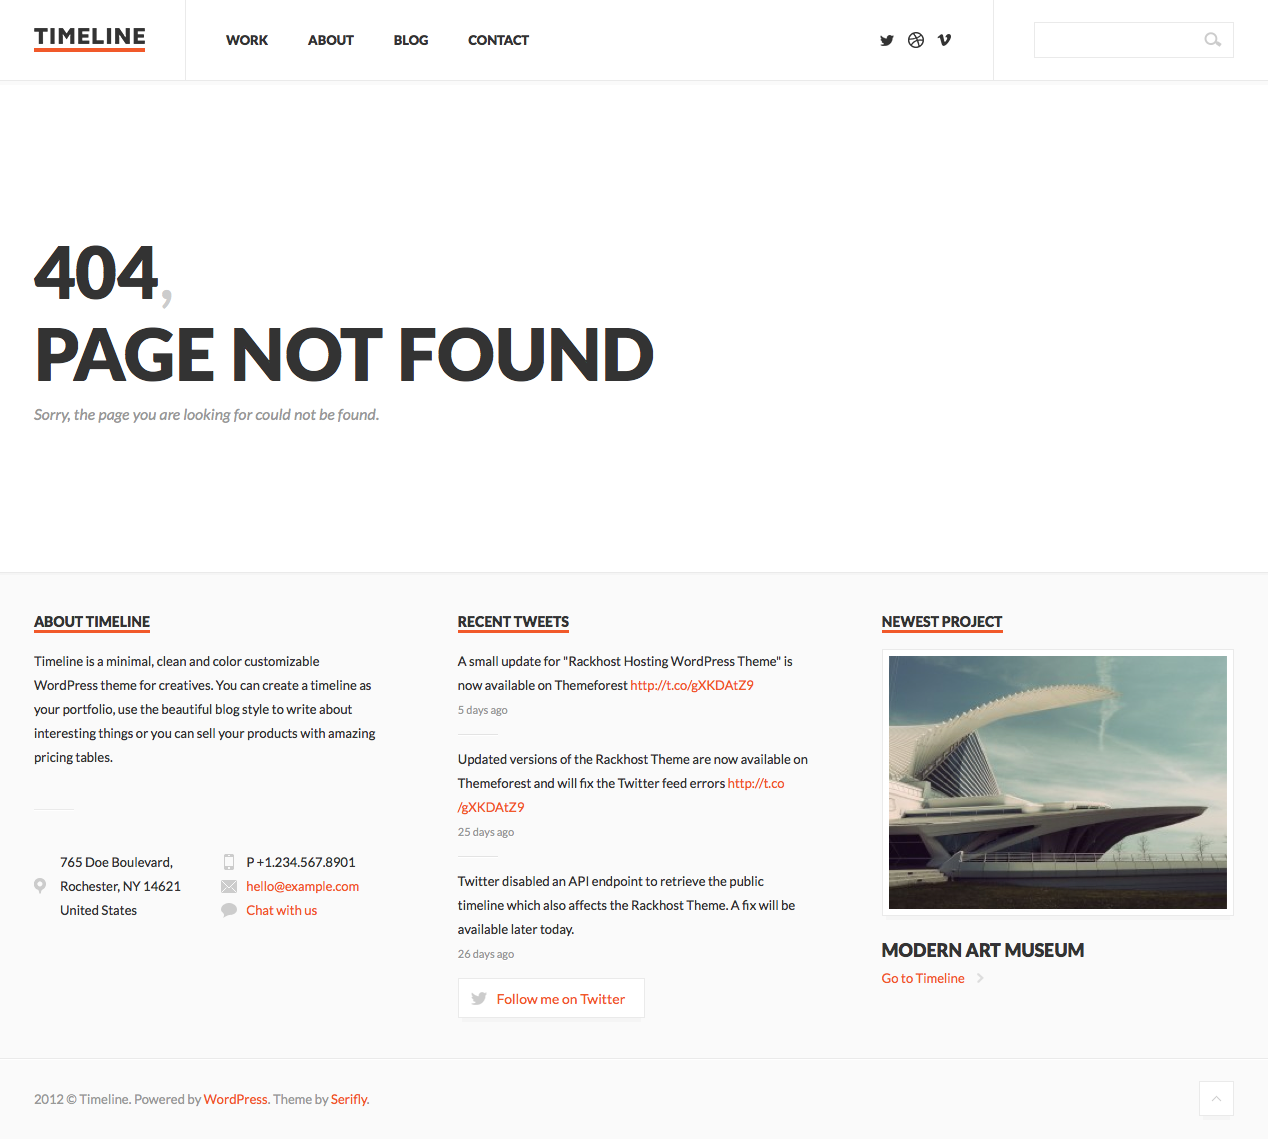 TIMELINE
WORK
ABOUT
BLOG
CONTACT
404,
PAGE NOT FOUND
Sorry, the page you are looking for could not be found.
ABOUT TIMELINE
Timeline is a minimal, clean and color customizable
WordPress theme for creatives. You can create a timeline as
your portfolio, use the beautiful blog style to write about
interesting things or you can sell your products with amazing
pricing tables.
765 Doe Boulevard,
Rochester, NY 14621
United States
P +1.234.567.8901
hello@example.com
Chat with us
RECENT TWEETS
A small update for "Rackhost Hosting WordPress Theme" is
now available on Themeforest http://t.co/gXKDAtZ9
5 days ago
Updated versions of the Rackhost Theme are now available on
Themeforest and will fix the Twitter feed errors http://t.co
/gXKDAtZ9
25 days ago
Twitter disabled an API endpoint to retrieve the public
timeline which also affects the Rackhost Theme. A fix will be
available later today.
26 days ago
Follow me on Twitter
NEWEST PROJECT
MODERN ART MUSEUM
Go to Timeline
2012 © Timeline. Powered by WordPress. Theme by Serifly.